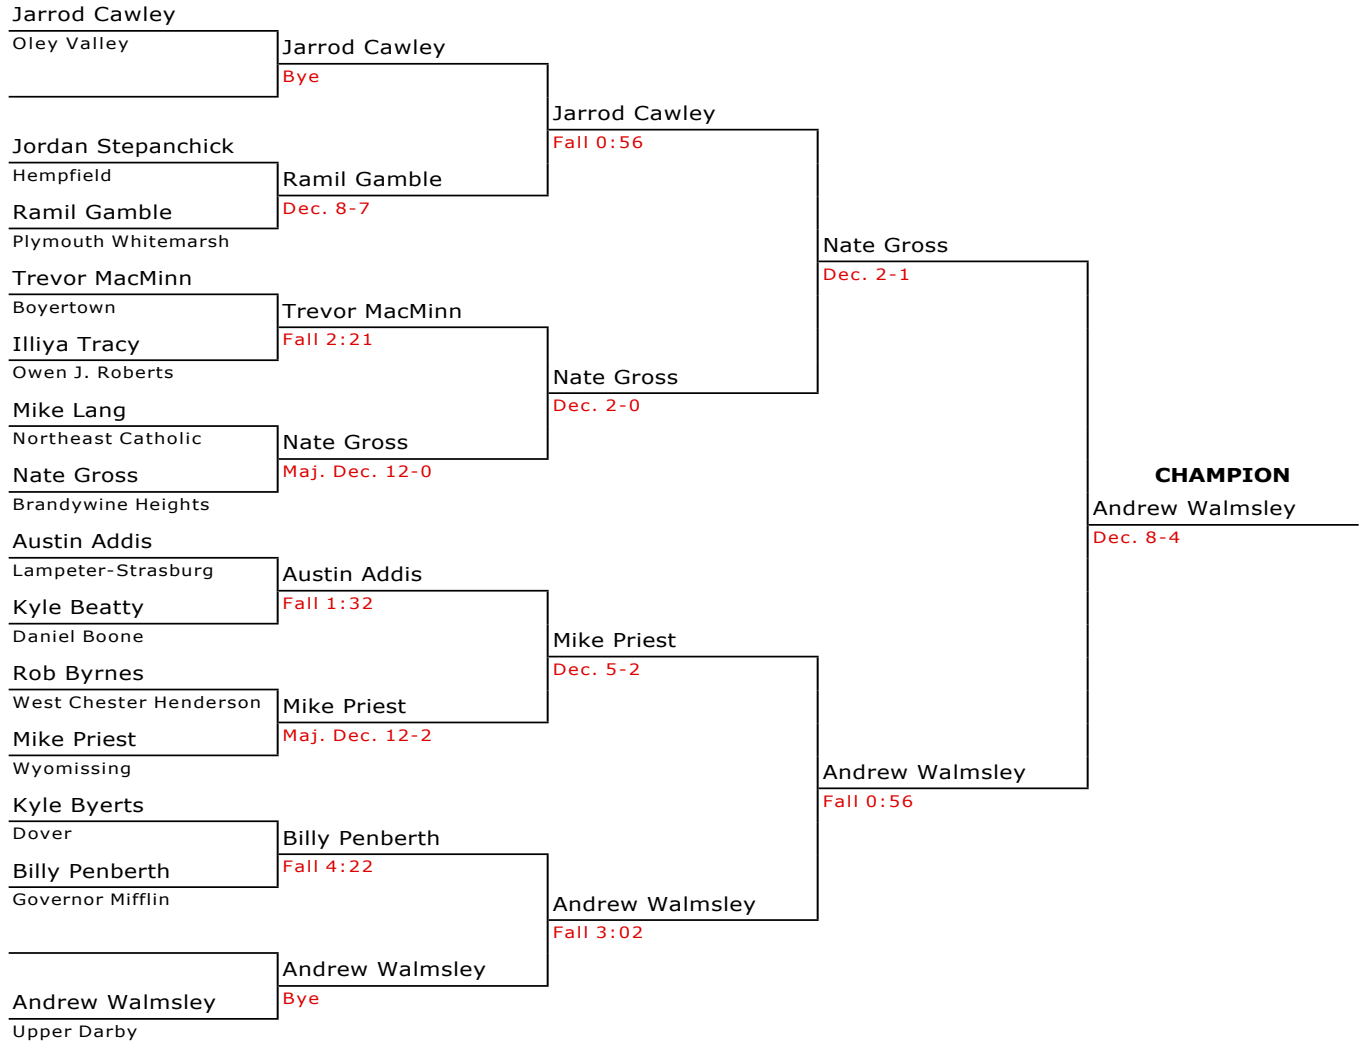 Jarrod Cawley
Oley Valley
Jordan Stepanchick
Hempfield
Ramil Gamble
Plymouth Whitemarsh
Trevor MacMinn
Boyertown
Illiya Tracy
Owen J. Roberts
Mike Lang
Northeast Catholic
Nate Gross
Brandywine Heights
Austin Addis
Lampeter-Strasburg
Kyle Beatty
Daniel Boone
Rob Byrnes
West Chester Henderson
Mike Priest
Wyomissing
Kyle Byerts
Dover
Billy Penberth
Governor Mifflin
Andrew Walmsley
Upper Darby
Jarrod Cawley
Bye
Ramil Gamble
Dec. 8-7
Trevor MacMinn
Fall 2:21
Nate Gross
Maj. Dec. 12-0
Austin Addis
Fall 1:32
Mike Priest
Maj. Dec. 12-2
Billy Penberth
Fall 4:22
Andrew Walmsley
Bye
Jarrod Cawley
Fall 0:56
Nate Gross
Dec. 2-0
Mike Priest
Dec. 5-2
Andrew Walmsley
Fall 3:02
Nate Gross
Dec. 2-1
Andrew Walmsley
Fall 0:56
CHAMPION
Andrew Walmsley
Dec. 8-4